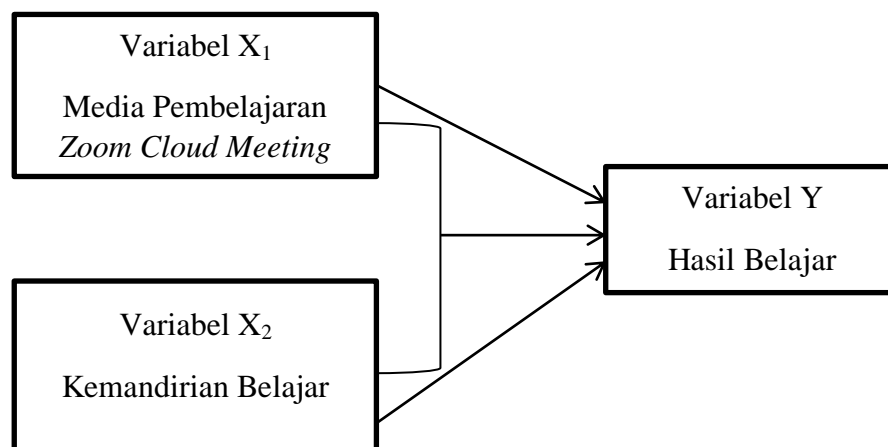 Variabel X₁
Media Pembelajaran
Zoom Cloud Meeting
Variabel Y
Hasil Belajar
Variabel X₂
Kemandirian Belajar